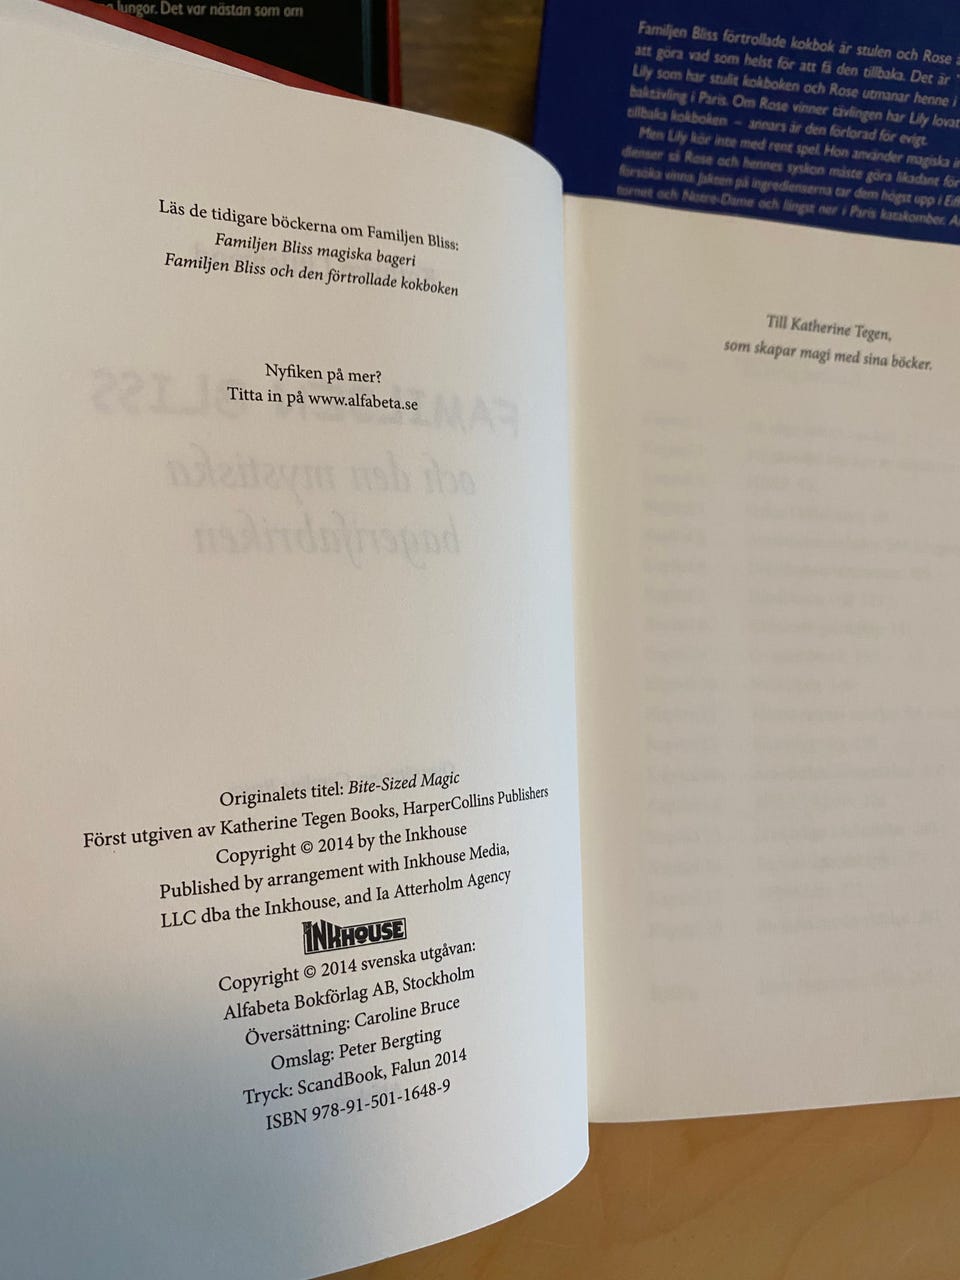 lungor. Det var nästan som om
Familjen Bliss förtrollade kokbok är stulen och Rose
att göra vad som helst för att få den tillbaka. Det är
Lily som har stulit kokboken och Rose utmanar henne i
baktävling i Paris. Om Rose vinner tävlingen har Lily lovat
tillbaka kokboken – annars är den förlorad för evigt.
Men Lily kör inte med rent spel. Hon använder magiska
dienser så Rose och hennes syskon måste göra likadant för
försöka vinna. Jakten på ingredienserna tar dem högst upp i
tornet och Notre-Dame och längst ner i Paris katakomber.
Läs de tidigare böckerna om Familjen Bliss:
Familjen Bliss magiska bageri
Familjen Bliss och den förtrollade kokboken
Nyfiken på mer?
Titta in på www.alfabeta.se
FAMILJEN BLISS
och den mystiska
bagerifabriken
Originalets titel: Bite-Sized Magic
Först utgiven av Katherine Tegen Books, HarperCollins Publishers
Copyright © 2014 by the Inkhouse
Published by arrangement with Inkhouse Media,
LLC dba the Inkhouse, and Ia Atterholm Agency
THE INKHOUSE
Copyright © 2014 svenska utgåvan:
Alfabeta Bokförlag AB, Stockholm
Översättning: Caroline Bruce
Omslag: Peter Bergting
Tryck: ScandBook, Falun 2014
ISBN 978-91-501-1648-9
Till Katherine Tegen,
som skapar magi med sina böcker.